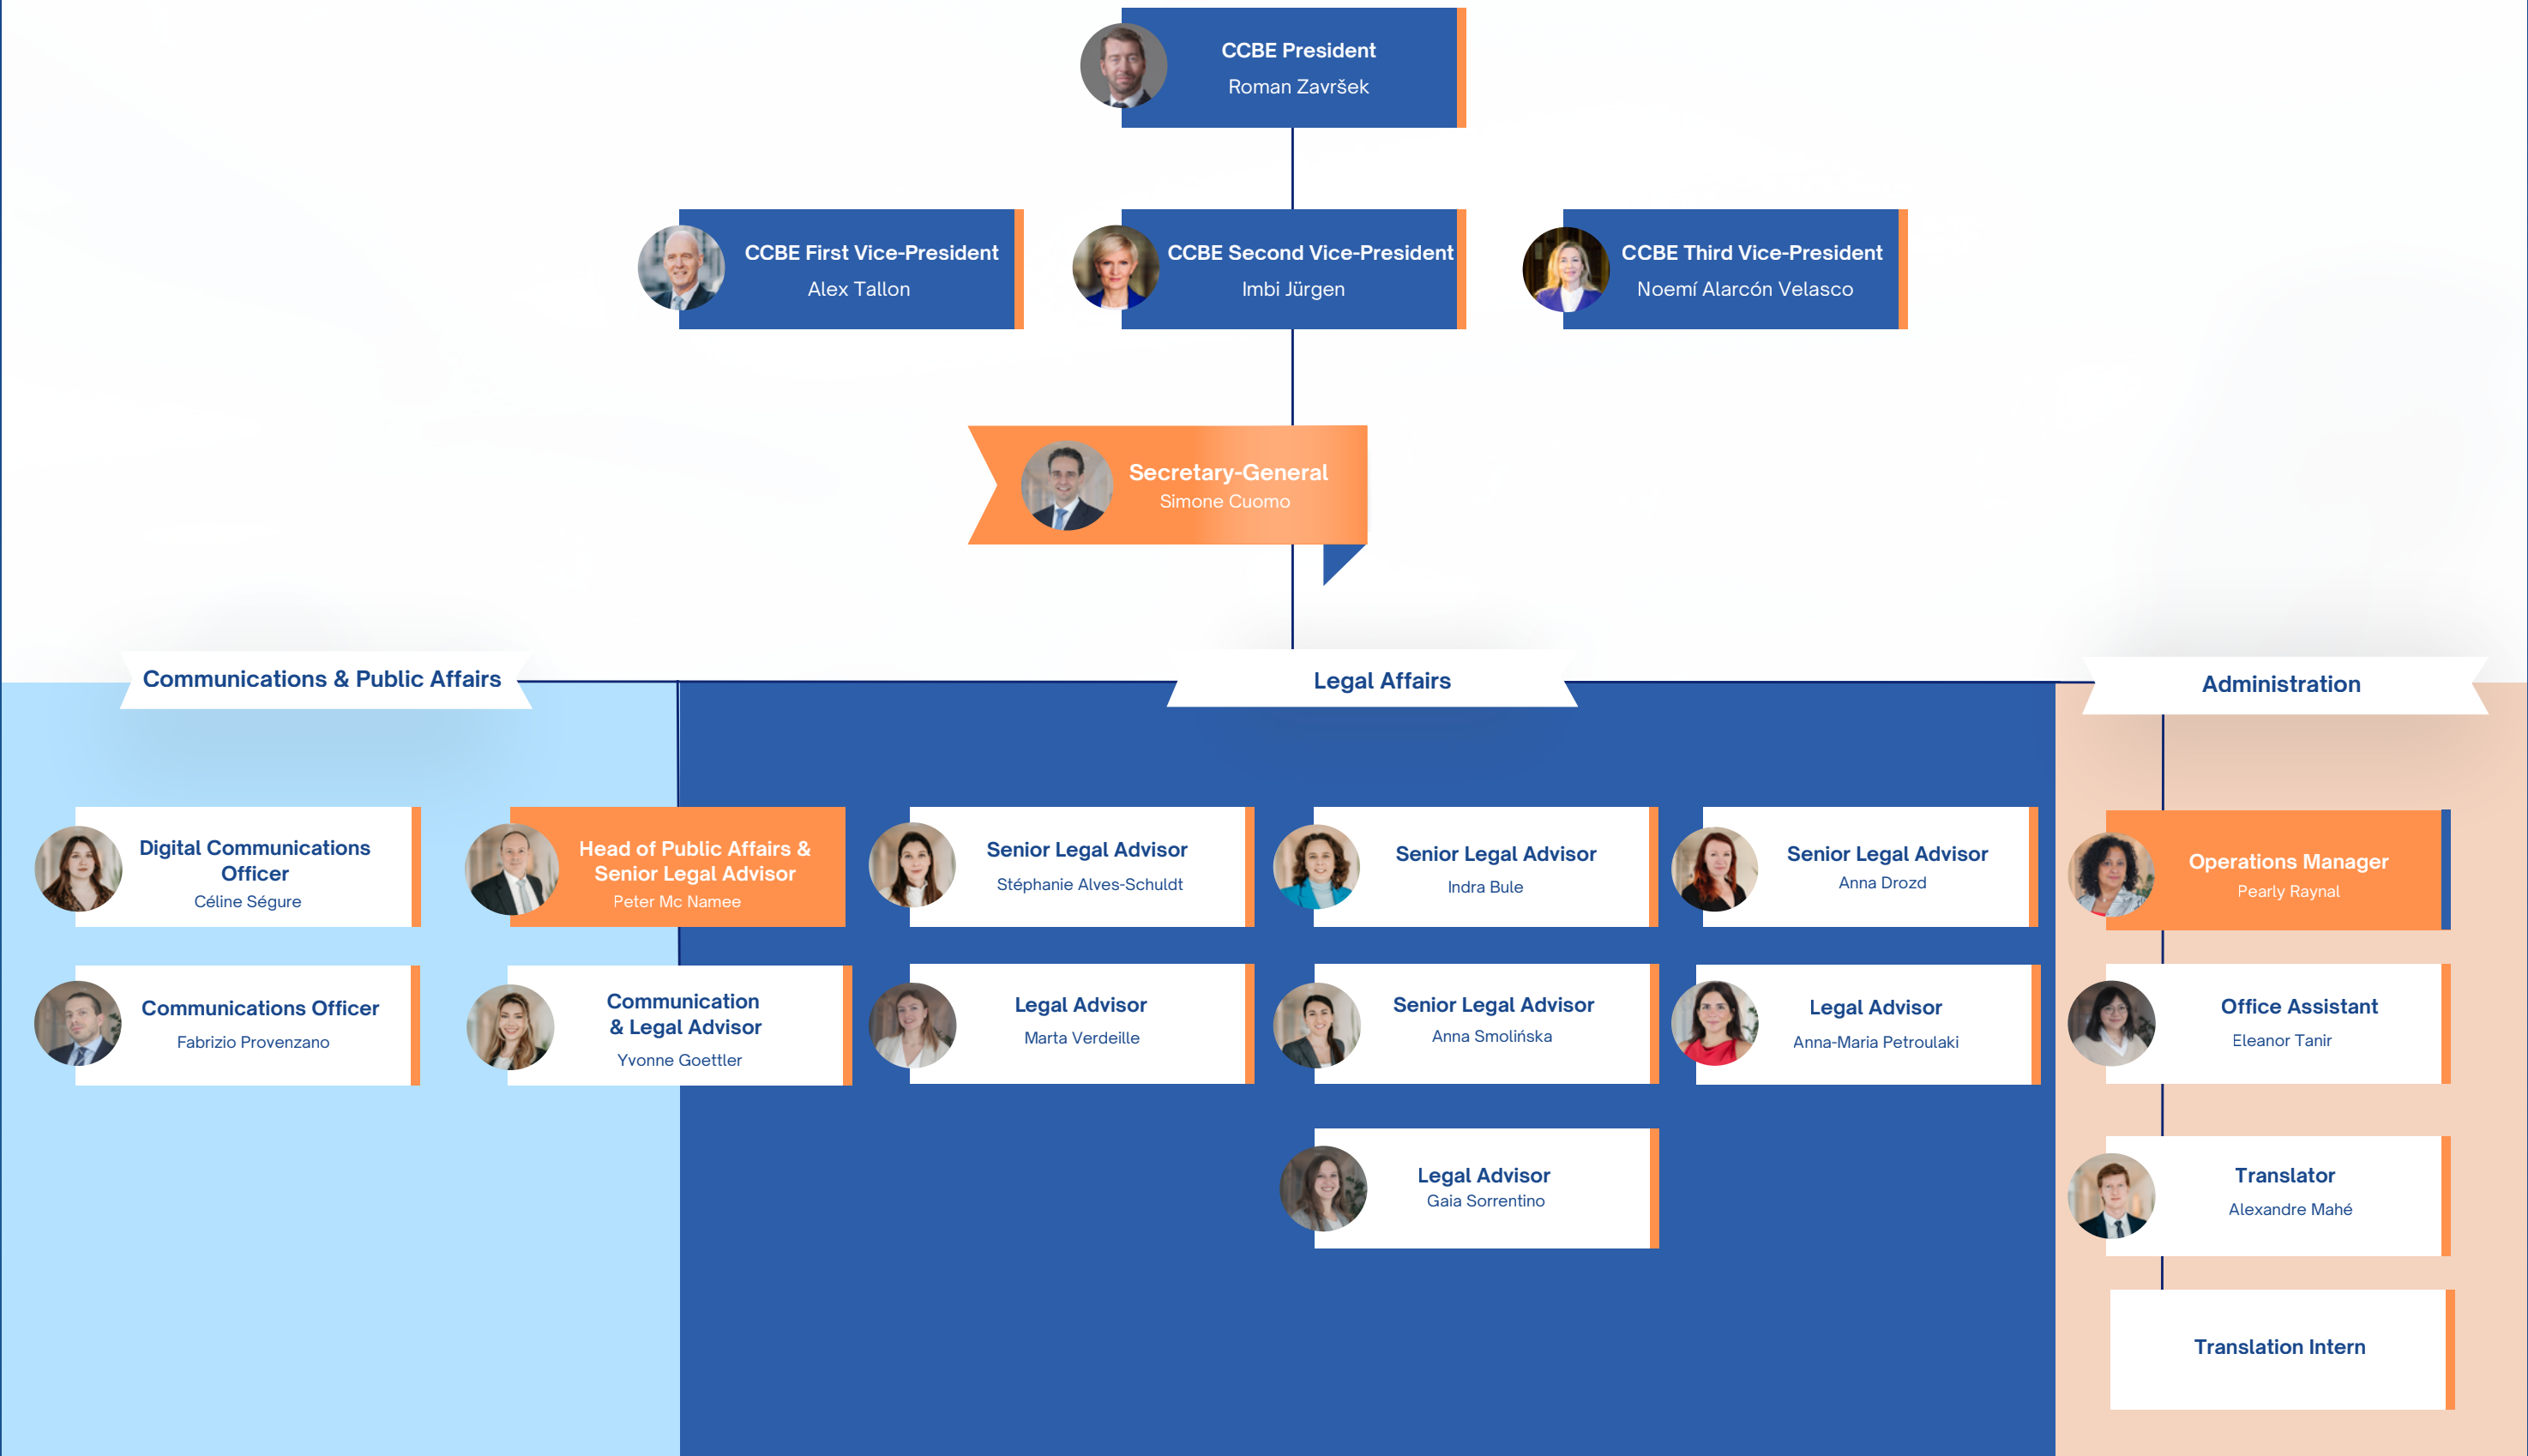 CCBE President
Roman Završek
CCBE First Vice-President
Alex Tallon
CCBE Second Vice-President
Imbi Jürgen
CCBE Third Vice-President
Noemí Alarcón Velasco
Secretary-General
Simone Cuomo
Communications & Public Affairs
Legal Affairs
Administration
Digital Communications
Officer
Céline Ségure
Head of Public Affairs &
Senior Legal Advisor
Peter Mc Namee
Senior Legal Advisor
Stéphanie Alves-Schuldt
Senior Legal Advisor
Indra Bule
Senior Legal Advisor
Anna Drozd
Operations Manager
Pearly Raynal
Communications Officer
Fabrizio Provenzano
Communication
& Legal Advisor
Yvonne Goettler
Legal Advisor
Marta Verdeille
Senior Legal Advisor
Anna Smolińska
Legal Advisor
Anna-Maria Petroulaki
Office Assistant
Eleanor Tanir
Legal Advisor
Gaia Sorrentino
Translator
Alexandre Mahé
Translation Intern